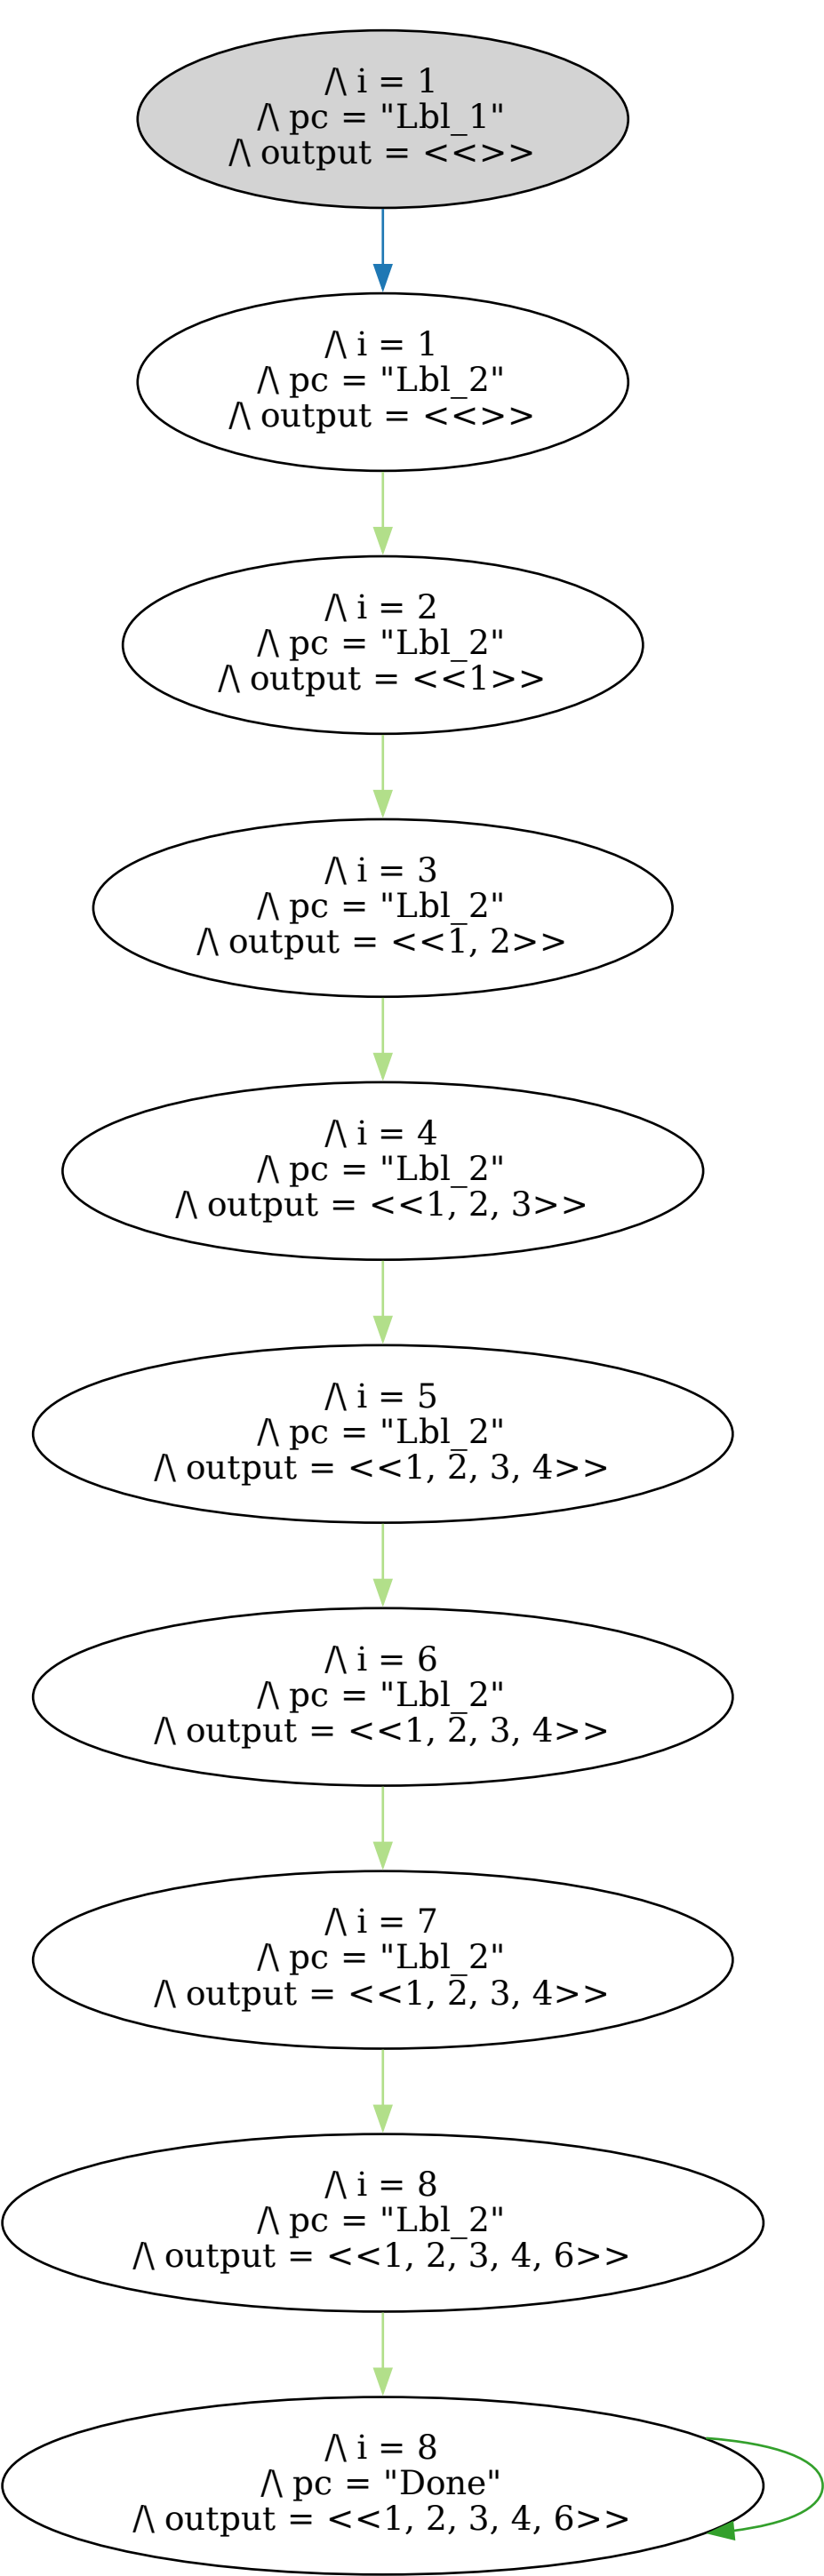 /\ i = 1
/\ pc = "Lbl_1"
/\ output = <<>>
/\ i = 1
/\ pc = "Lbl_2"
/\ output = <<>>
/\ i = 2
/\ pc = "Lbl_2"
/\ output = <<1>>
/\ i = 3
/\ pc = "Lbl_2"
/\ output = <<1, 2>>
/\ i = 4
/\ pc = "Lbl_2"
/\ output = <<1, 2, 3>>
/\ i = 5
/\ pc = "Lbl_2"
/\ output = <<1, 2, 3, 4>>
/\ i = 6
/\ pc = "Lbl_2"
/\ output = <<1, 2, 3, 4>>
/\ i = 7
/\ pc = "Lbl_2"
/\ output = <<1, 2, 3, 4>>
/\ i = 8
/\ pc = "Lbl_2"
/\ output = <<1, 2, 3, 4, 6>>
/\ i = 8
/\ pc = "Done"
/\ output = <<1, 2, 3, 4, 6>>